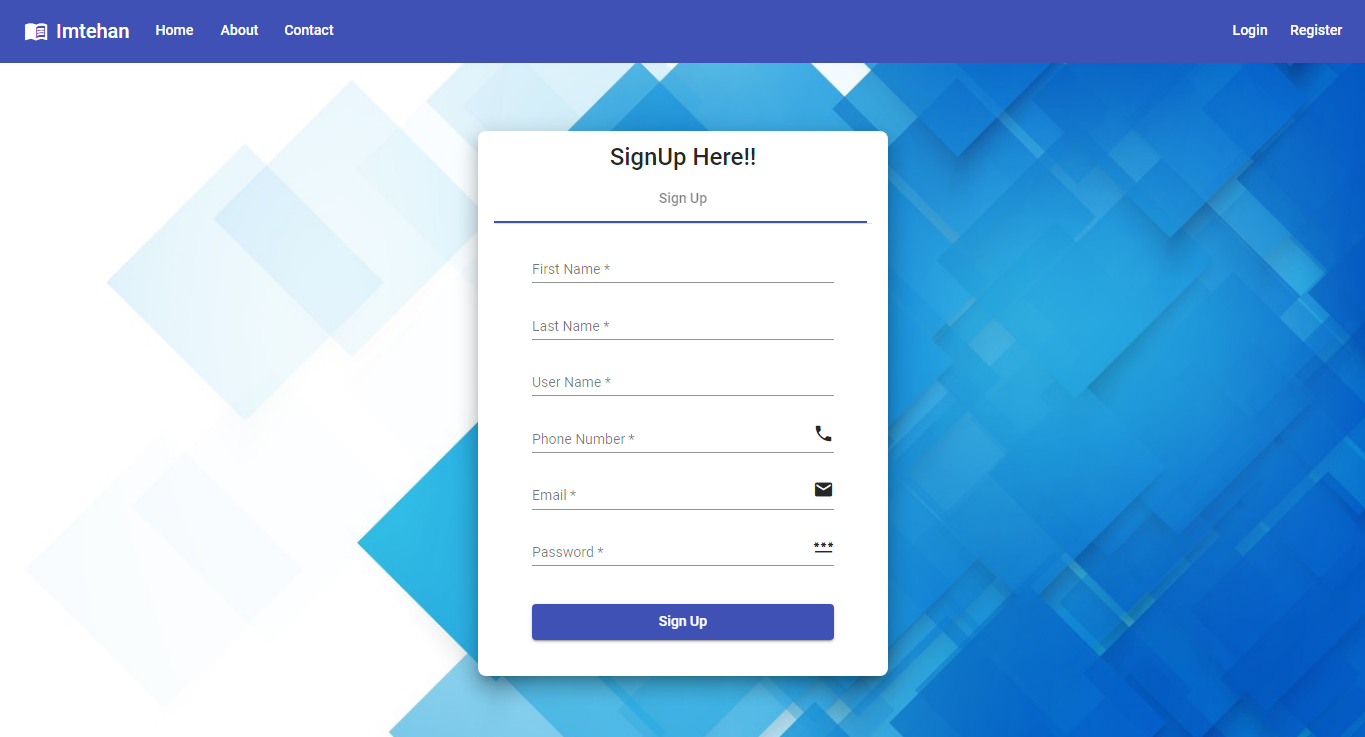 Imtehan Home About Contact Login Register
SignUp Here!!
Sign Up
First Name *
Last Name *
User Name *
Phone Number *
Email *
Password *
Sign Up